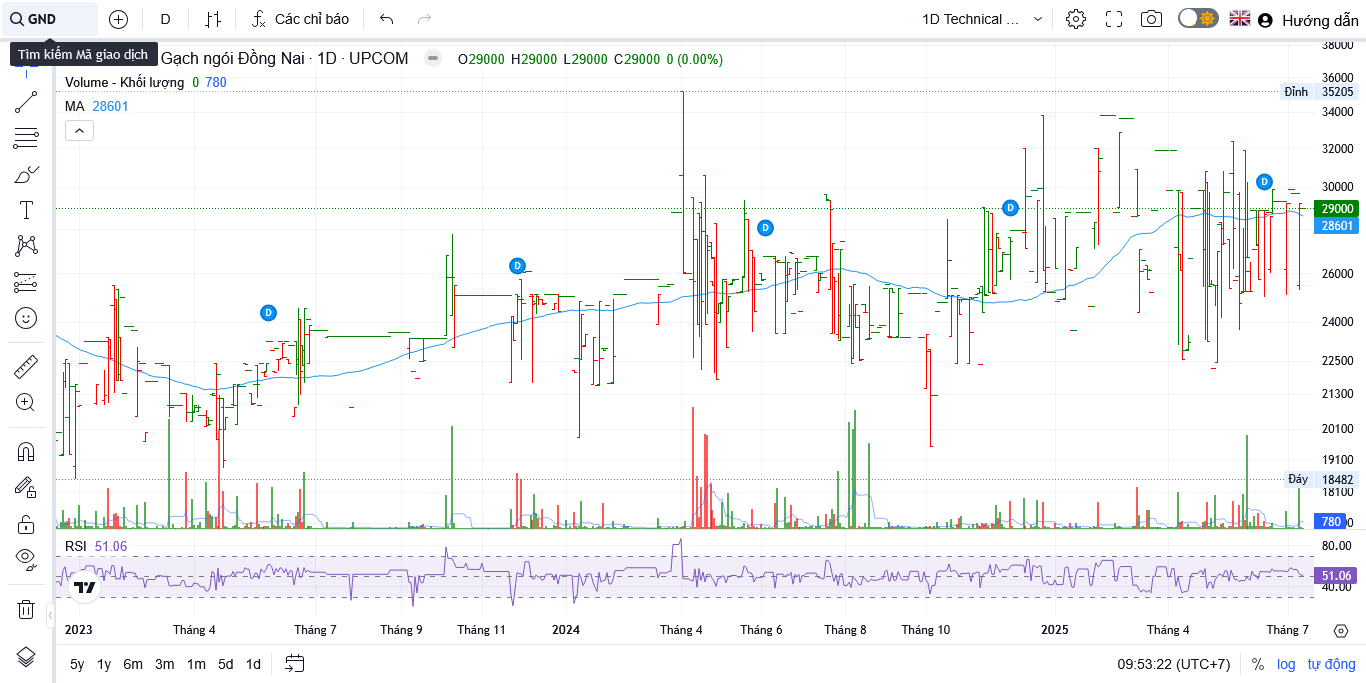 GND
D
Các chỉ báo
1D Technical ...
Hướng dẫn
Tìm kiếm Mã giao dịch
Gạch ngói Đồng Nai · 1D · UPCOM
O29000 H29000 L29000 C29000 0 (0.00%)
Volume - Khối lượng 0 780
MA 28601
38000
36000
Đỉnh 35205
34000
32000
30000
29000
28601
26000
24000
22500
21300
20100
19100
Đáy 18482
18100
780
D
D
D
D
D
RSI 51.06
80.00
51.06
40.00
2023 Tháng 4 Tháng 7 Tháng 9 Tháng 11 2024 Tháng 4 Tháng 6 Tháng 8 Tháng 10 2025 Tháng 4 Tháng 7
5y 1y 6m 3m 1m 5d 1d
09:53:22 (UTC+7) % log tự động